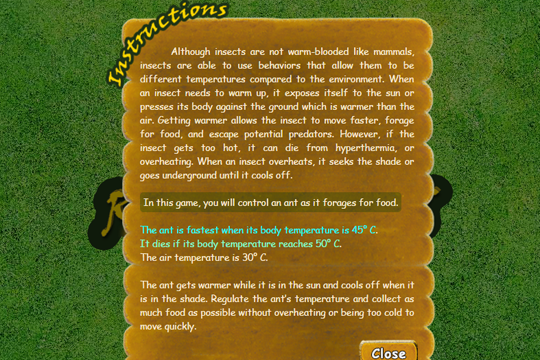 Instructions
Although insects are not warm-blooded like mammals,
insects are able to use behaviors that allow them to be
different temperatures compared to the environment. When
an insect needs to warm up, it exposes itself to the sun or
presses its body against the ground which is warmer than the
air. Getting warmer allows the insect to move faster, forage
for food, and escape potential predators. However, if the
insect gets too hot, it can die from hyperthermia, or
overheating. When an insect overheats, it seeks the shade or
goes underground until it cools off.
In this game, you will control an ant as it forages for food.
The ant is fastest when its body temperature is 45° C.
It dies if its body temperature reaches 50° C.
The air temperature is 30° C.
The ant gets warmer while it is in the sun and cools off when it
is in the shade. Regulate the ant's temperature and collect as
much food as possible without overheating or being too cold to
move quickly.
Close